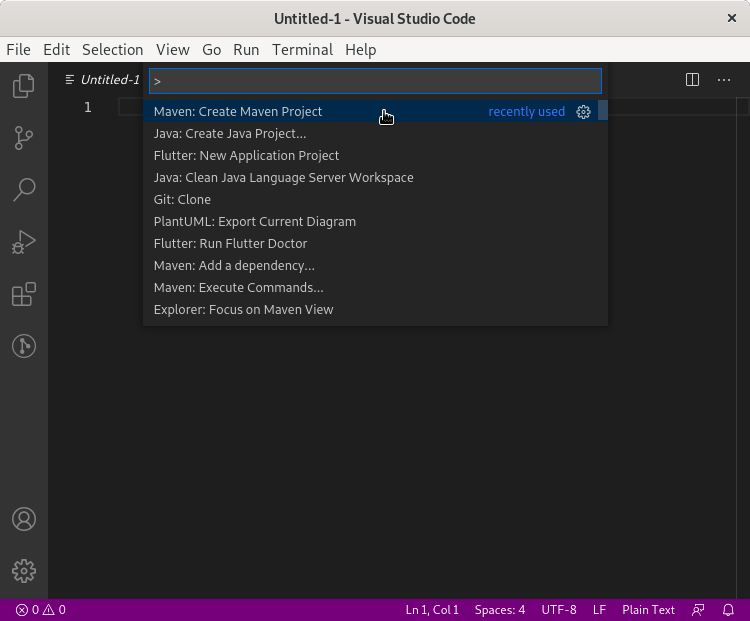 Untitled-1 - Visual Studio Code
File Edit Selection View Go Run Terminal Help
Untitled-1
>
1
Maven: Create Maven Project recently used
Java: Create Java Project...
Flutter: New Application Project
Java: Clean Java Language Server Workspace
Git: Clone
PlantUML: Export Current Diagram
Flutter: Run Flutter Doctor
Maven: Add a dependency...
Maven: Execute Commands...
Explorer: Focus on Maven View
0 0 Ln 1, Col 1 Spaces: 4 UTF-8 LF Plain Text